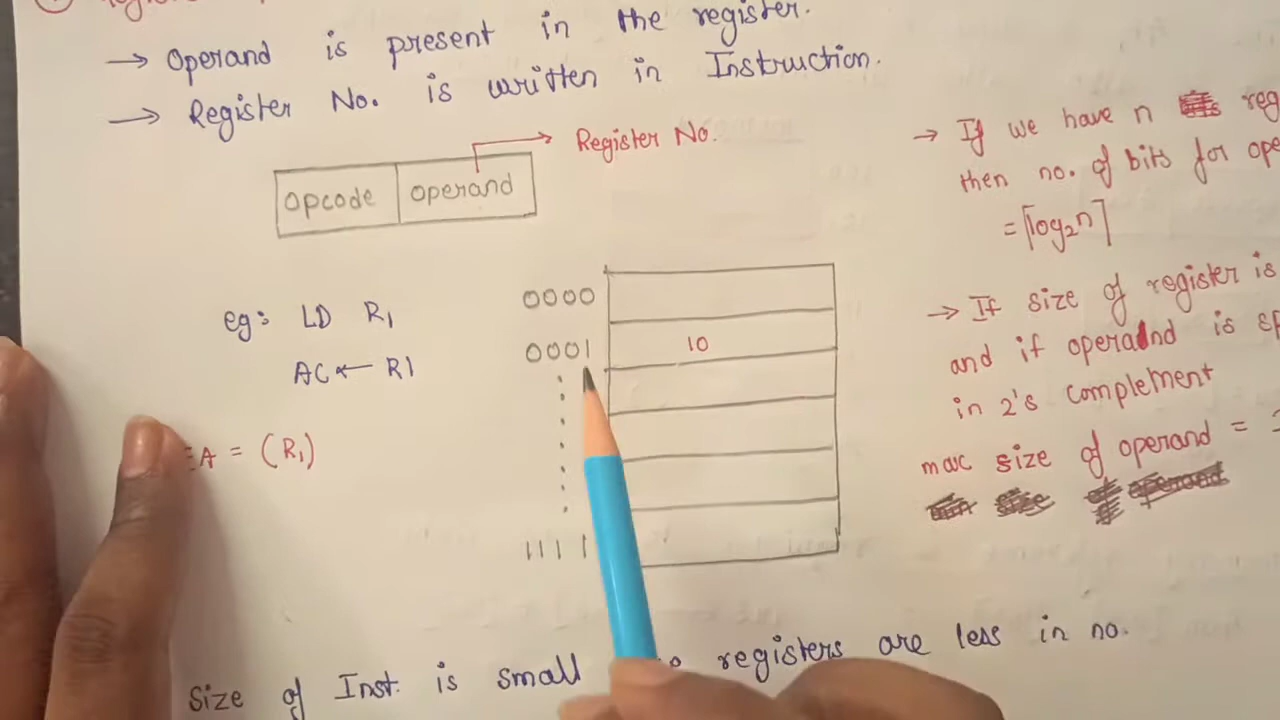 → Operand is present in the register.
→ Register No. is written in Instruction.
Register No.
opcode operand
eg: LD R1
AC ← R1
= (R1)
0000
0001 10
1111
→ If we have n
then no. of bits for
= ⌈log2n⌉
→ If size of register is
and if operand is
in 2's complement
size of operand =
Size of Inst. is small registers are less in no.